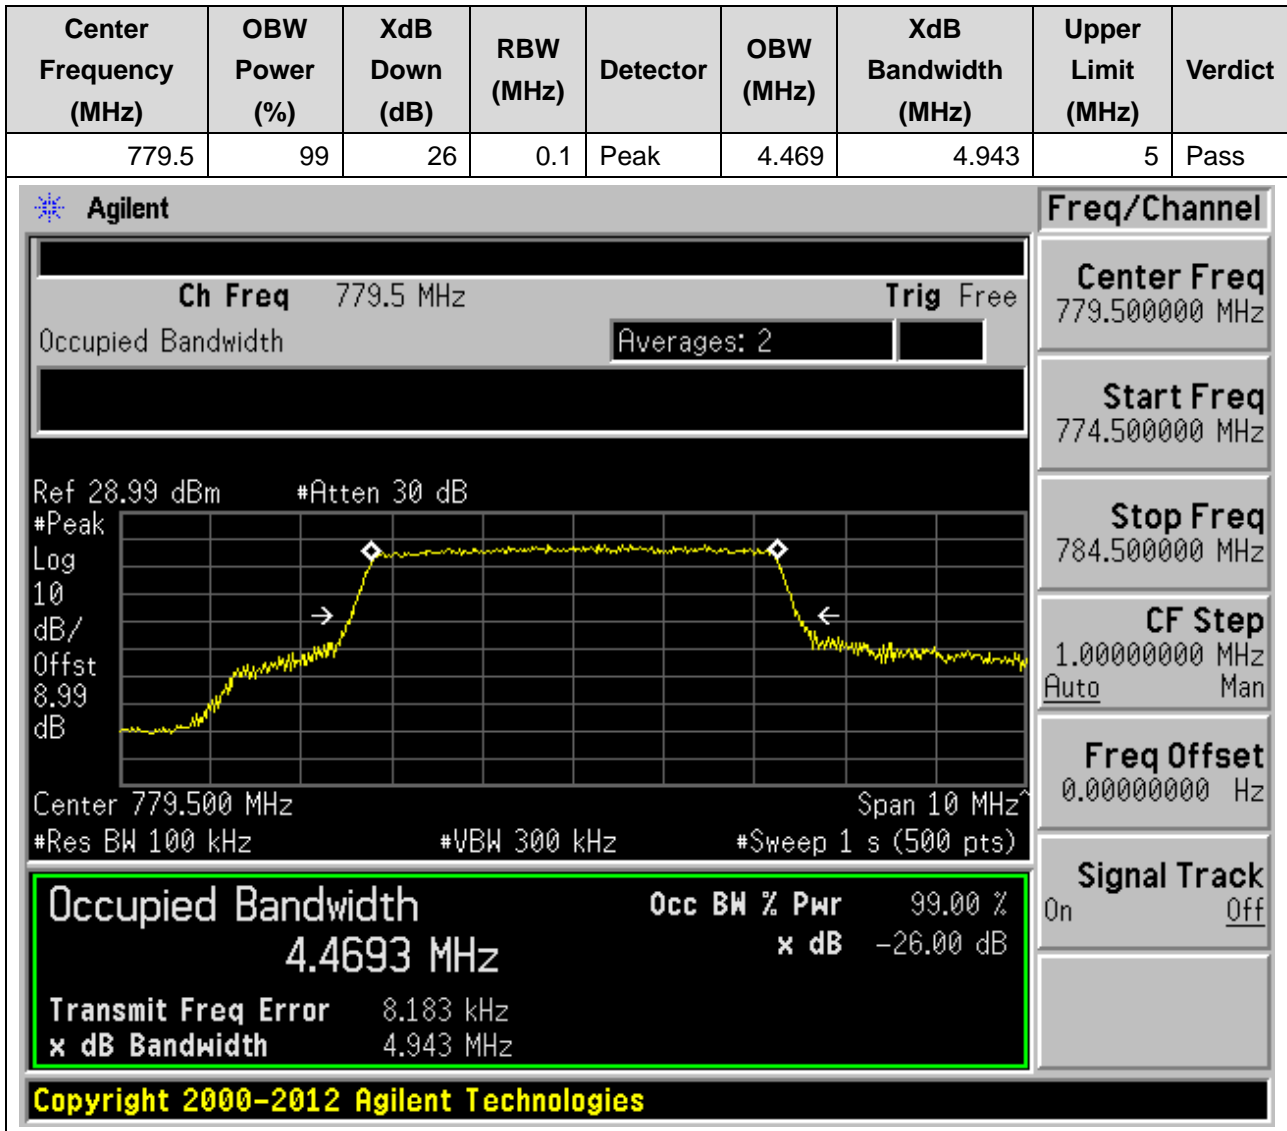 Center Frequency (MHz) OBW Power (%) XdB Down (dB) RBW (MHz) Detector OBW (MHz) XdB Bandwidth (MHz) Upper Limit (MHz) Verdict
779.5 99 26 0.1 Peak 4.469 4.943 5 Pass
Agilent
Freq/Channel
Ch Freq 779.5 MHz Trig Free
Occupied Bandwidth Averages: 2
Ref 28.99 dBm #Atten 30 dB
#Peak
Log
10
dB/
Offst
8.99
dB
Center 779.500 MHz Span 10 MHz^
#Res BW 100 kHz #VBW 300 kHz #Sweep 1 s (500 pts)
Occupied Bandwidth Occ BW % Pwr 99.00 %
4.4693 MHz x dB -26.00 dB
Transmit Freq Error 8.183 kHz
x dB Bandwidth 4.943 MHz
Center Freq
779.500000 MHz
Start Freq
774.500000 MHz
Stop Freq
784.500000 MHz
CF Step
1.00000000 MHz
Auto Man
Freq Offset
0.00000000 Hz
Signal Track
On Off
Copyright 2000-2012 Agilent Technologies